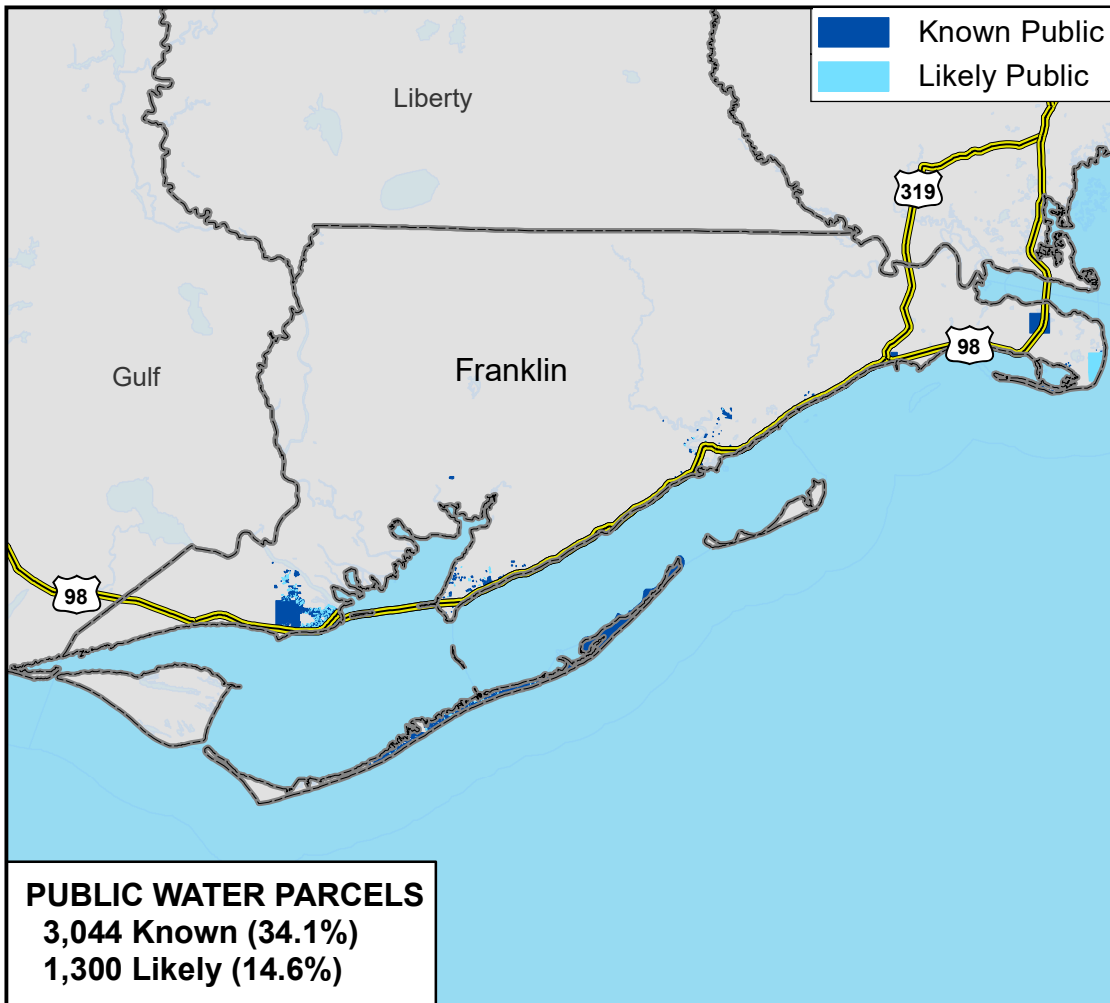 Known Public
Likely Public
Liberty
319
98
Gulf
Franklin
98
PUBLIC WATER PARCELS
3,044 Known (34.1%)
1,300 Likely (14.6%)